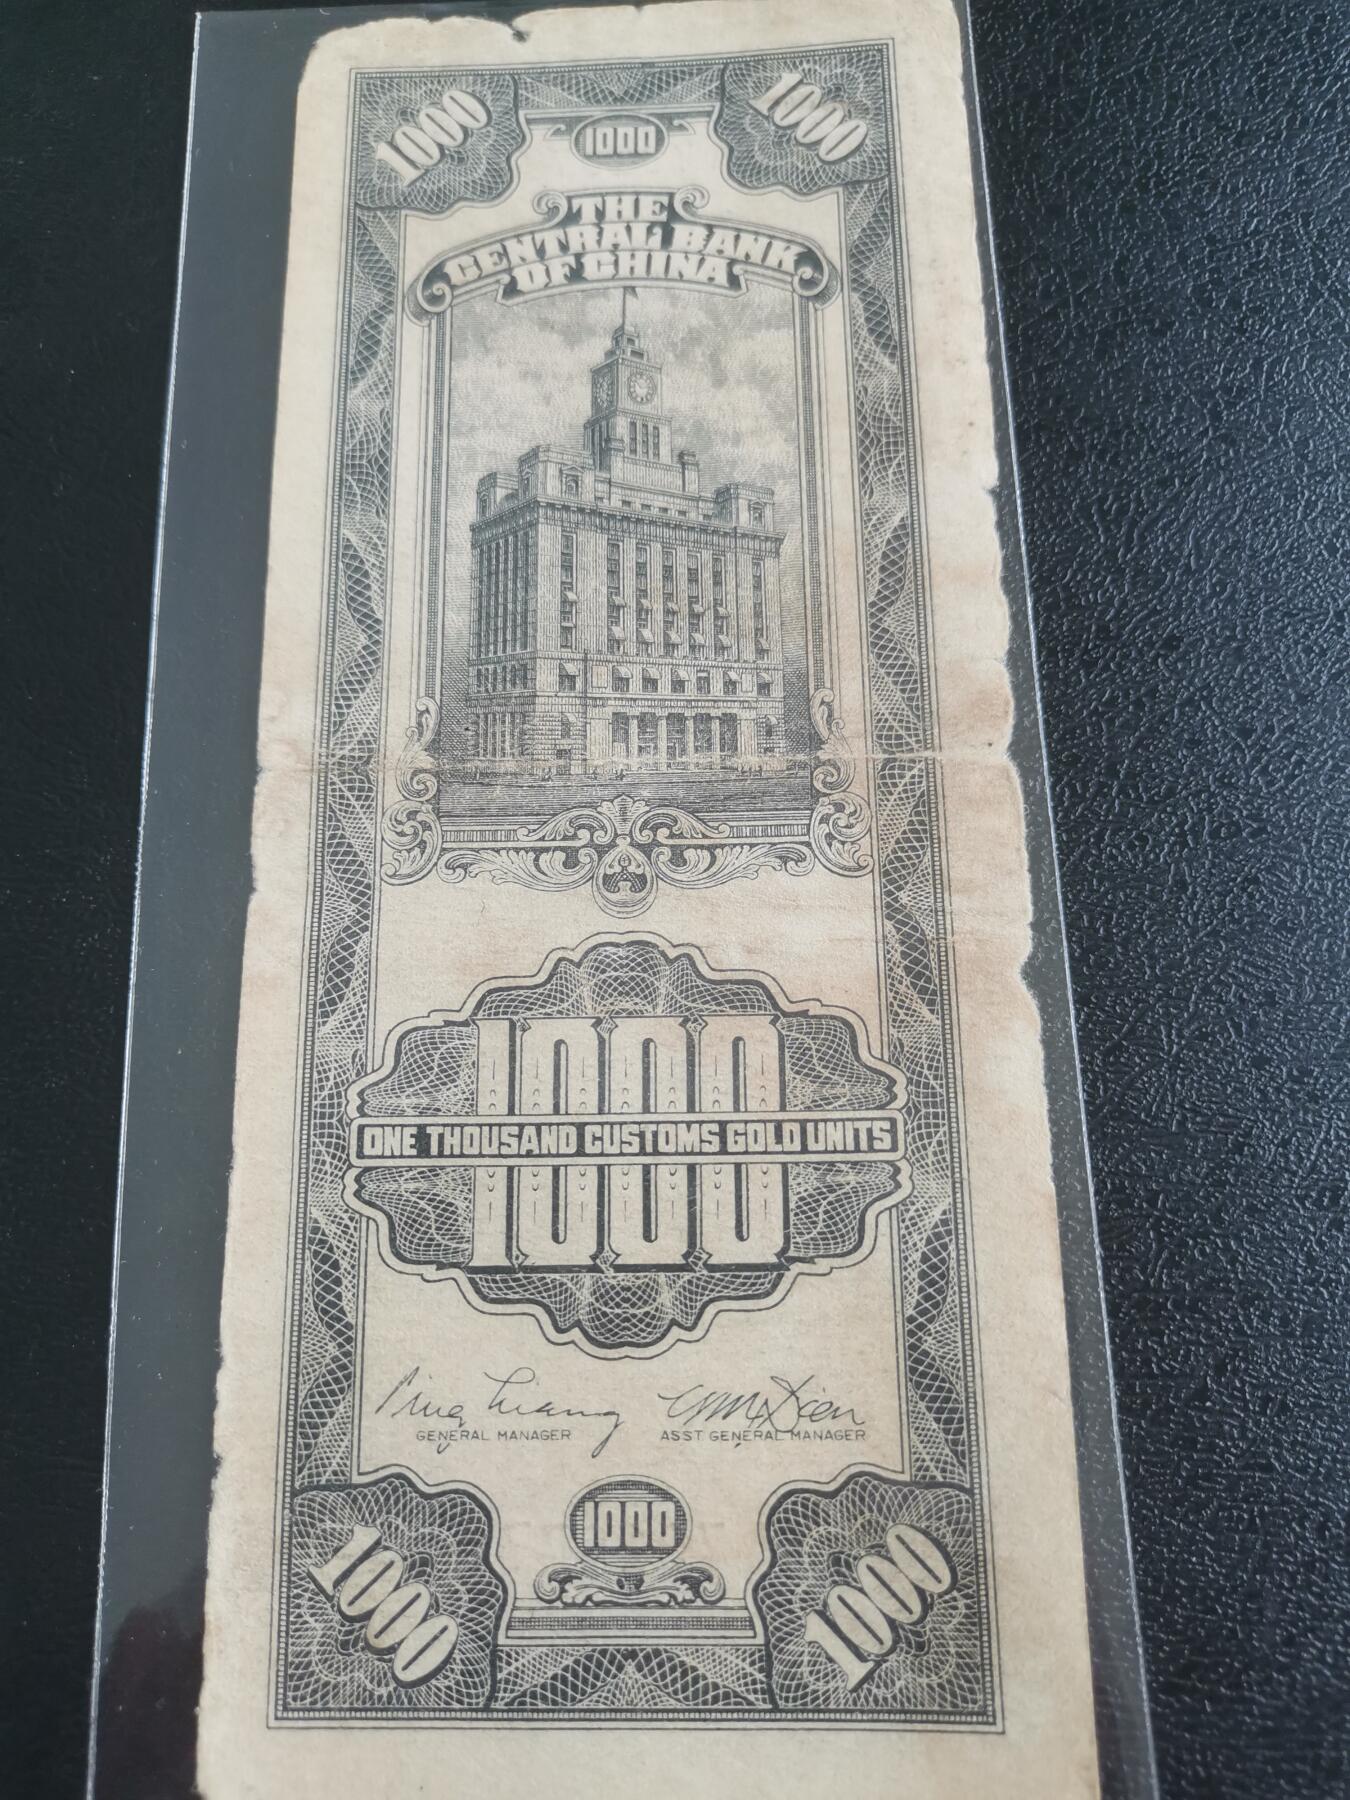 1000 1000
1000
THE
CENTRAL BANK
OF CHINA
1000
ONE THOUSAND CUSTOMS GOLD UNITS
GENERAL MANAGER ASST GENERAL MANAGER
1000
1000 1000